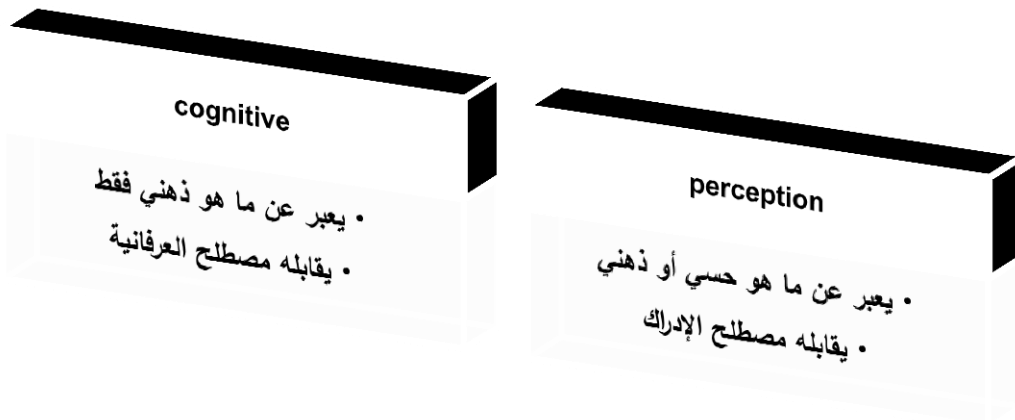 cognitive
• يعبر عن ما هو ذهني فقط
• يقابله مصطلح العرفانية
perception
• يعبر عن ما هو حسي أو ذهني
• يقابله مصطلح الإدراك